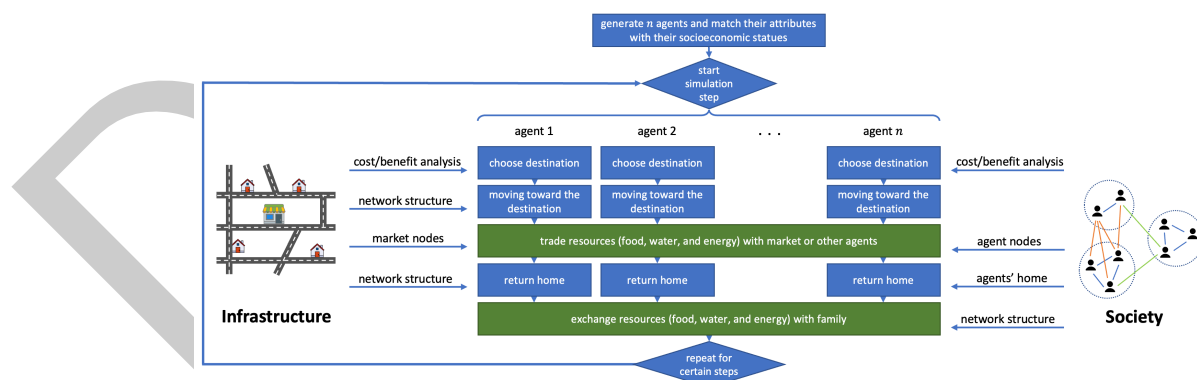 generate n agents and match their attributes
with their socioeconomic statues
start
simulation
step
agent 1
agent 2
. . .
agent n
cost/benefit analysis
choose destination
choose destination
choose destination
cost/benefit analysis
network structure
moving toward the
destination
moving toward the
destination
moving toward the
destination
market nodes
trade resources (food, water, and energy) with market or other agents
agent nodes
network structure
return home
return home
return home
agents' home
Infrastructure
exchange resources (food, water, and energy) with family
network structure
Society
repeat for
certain steps